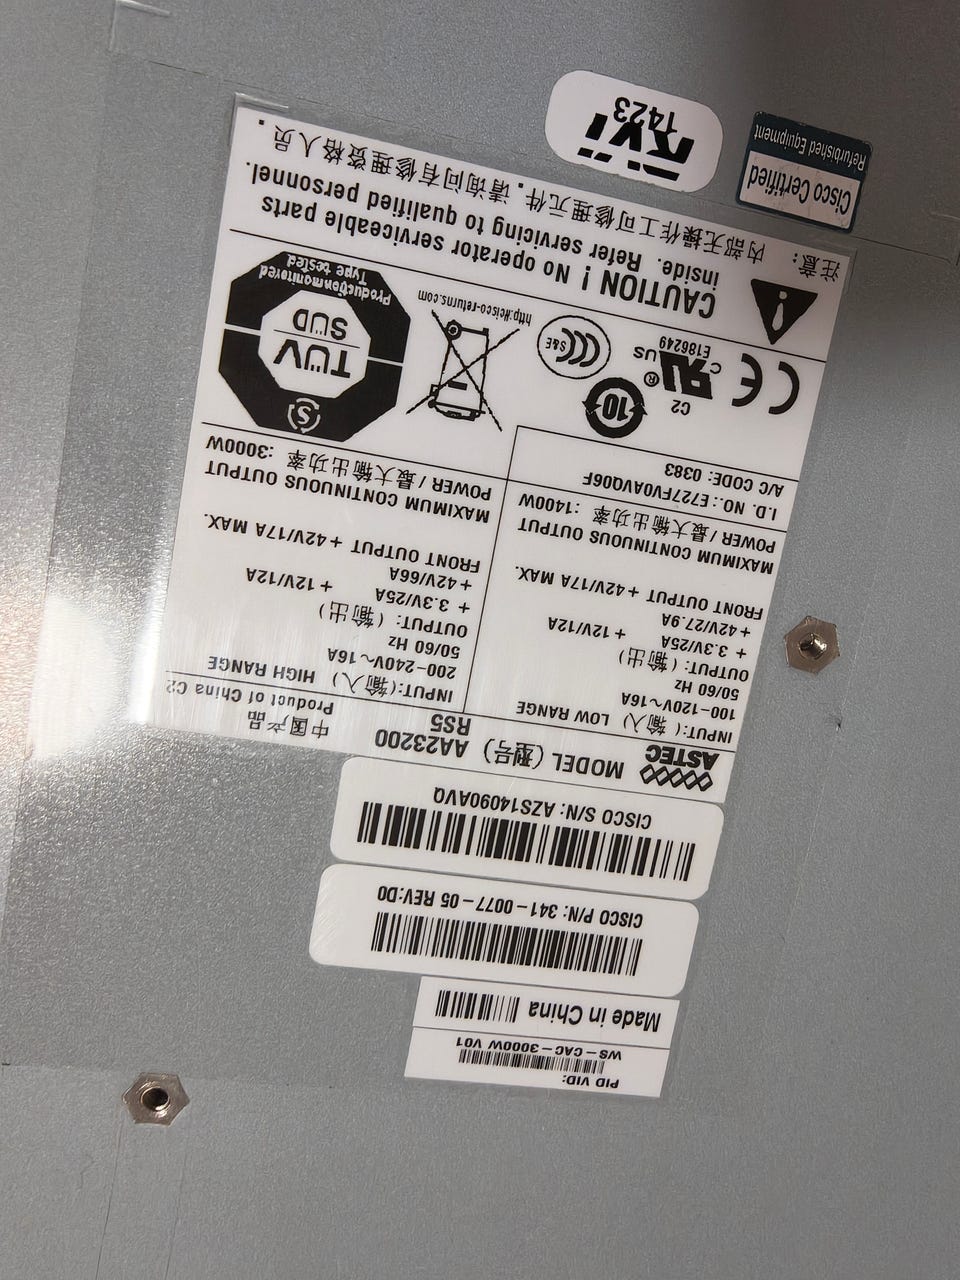 PID VID:
WS-CAC-3000W V01
Made in China
CISCO P/N: 341-0077-05 REV:D0
CISCO S/N: AZS14090AVQ
ASTEC
MODEL (型号) AA23200
RS5
中国产品
Product of China C2
INPUT:(输入) LOW RANGE
100-120V~16A
50/60 Hz
OUTPUT: (输出)
+ 3.3V/25A + 12V/12A
+ 42V/27.9A
FRONT OUTPUT + 42V/17A MAX.
MAXIMUM CONTINUOUS OUTPUT
POWER / 最大输出功率 :1400W
INPUT:(输入) HIGH RANGE
200-240V~16A
50/60 Hz
OUTPUT: (输出)
+ 3.3V/25A + 12V/12A
+ 42V/66A
FRONT OUTPUT + 42V/17A MAX.
MAXIMUM CONTINUOUS OUTPUT
POWER / 最大输出功率 :3000W
I.D. NO.: E727FV0AVQ06F
A/C CODE: 0383
CE
C2
c RU ® US
E186249
10
CCC S&E
http:cisco-returns.com
S
TÜV
SÜD
Type tested
Production monitored
CAUTION ! No operator serviceable parts
inside. Refer servicing to qualified personnel.
注意: 内部无操作工可修理元件. 请询问有修理资格人员.
Cisco Certified
Refurbished Equipment
T423